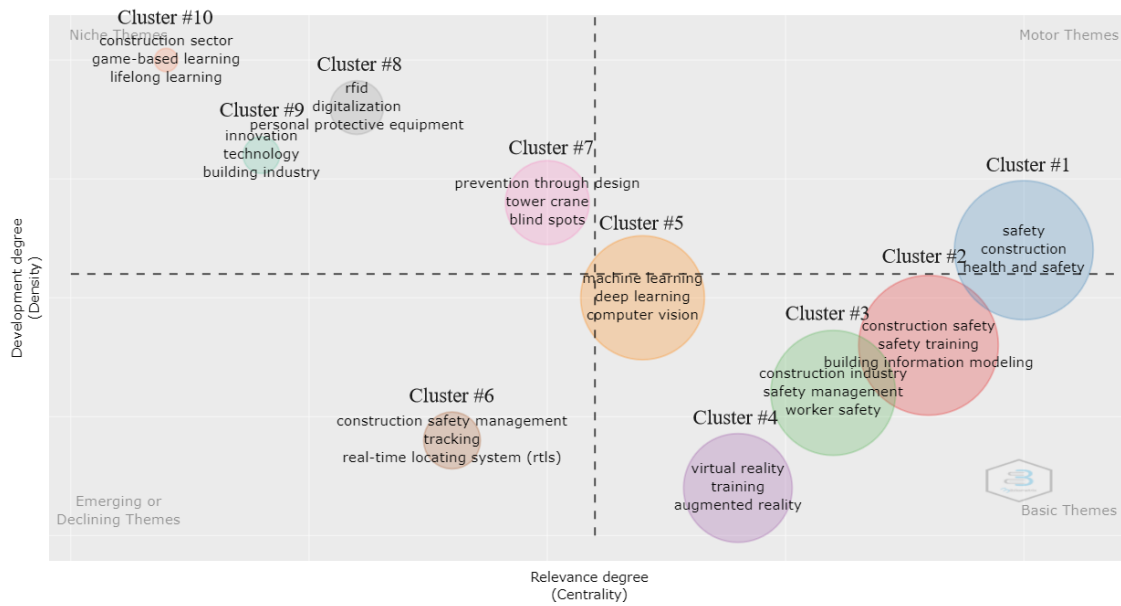 Cluster #10
Niche Themes
Motor Themes
construction sector
game-based learning
lifelong learning
Cluster #8
rfid
digitalization
personal protective equipment
Cluster #9
innovation
technology
building industry
Cluster #7
prevention through design
tower crane
blind spots
Cluster #1
safety
construction
health and safety
Cluster #5
machine learning
deep learning
computer vision
Cluster #2
construction safety
safety training
building information modeling
Cluster #3
construction industry
safety management
worker safety
Cluster #6
construction safety management
tracking
real-time locating system (rtls)
Cluster #4
virtual reality
training
augmented reality
Emerging or
Declining Themes
Basic Themes
Development degree
(Density)
Relevance degree
(Centrality)